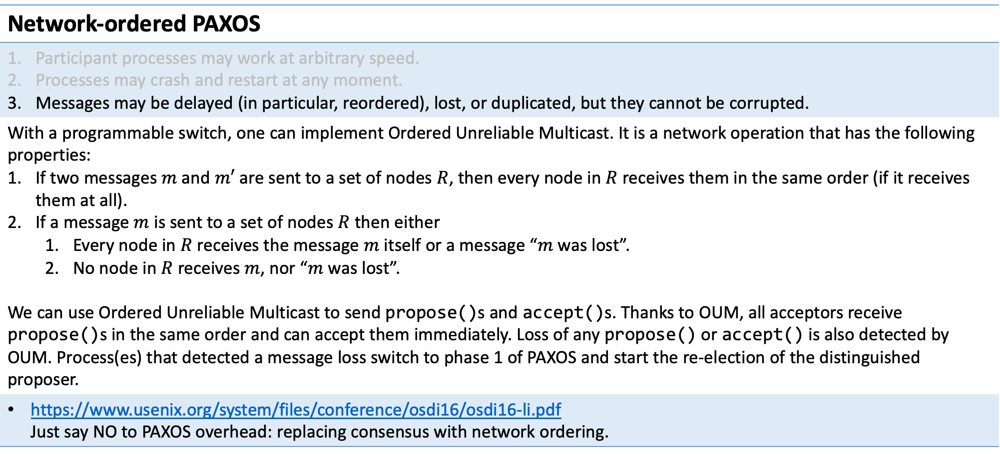 Network-ordered PAXOS
1. Participant processes may work at arbitrary speed.
2. Processes may crash and restart at any moment.
3. Messages may be delayed (in particular, reordered), lost, or duplicated, but they cannot be corrupted.
With a programmable switch, one can implement Ordered Unreliable Multicast. It is a network operation that has the following
properties:
1. If two messages m and m′ are sent to a set of nodes R, then every node in R receives them in the same order (if it receives
them at all).
2. If a message m is sent to a set of nodes R then either
1. Every node in R receives the message m itself or a message “m was lost”.
2. No node in R receives m, nor “m was lost”.
We can use Ordered Unreliable Multicast to send propose()s and accept()s. Thanks to OUM, all acceptors receive
propose()s in the same order and can accept them immediately. Loss of any propose() or accept() is also detected by
OUM. Process(es) that detected a message loss switch to phase 1 of PAXOS and start the re-election of the distinguished
proposer.
• https://www.usenix.org/system/files/conference/osdi16/osdi16-li.pdf
Just say NO to PAXOS overhead: replacing consensus with network ordering.